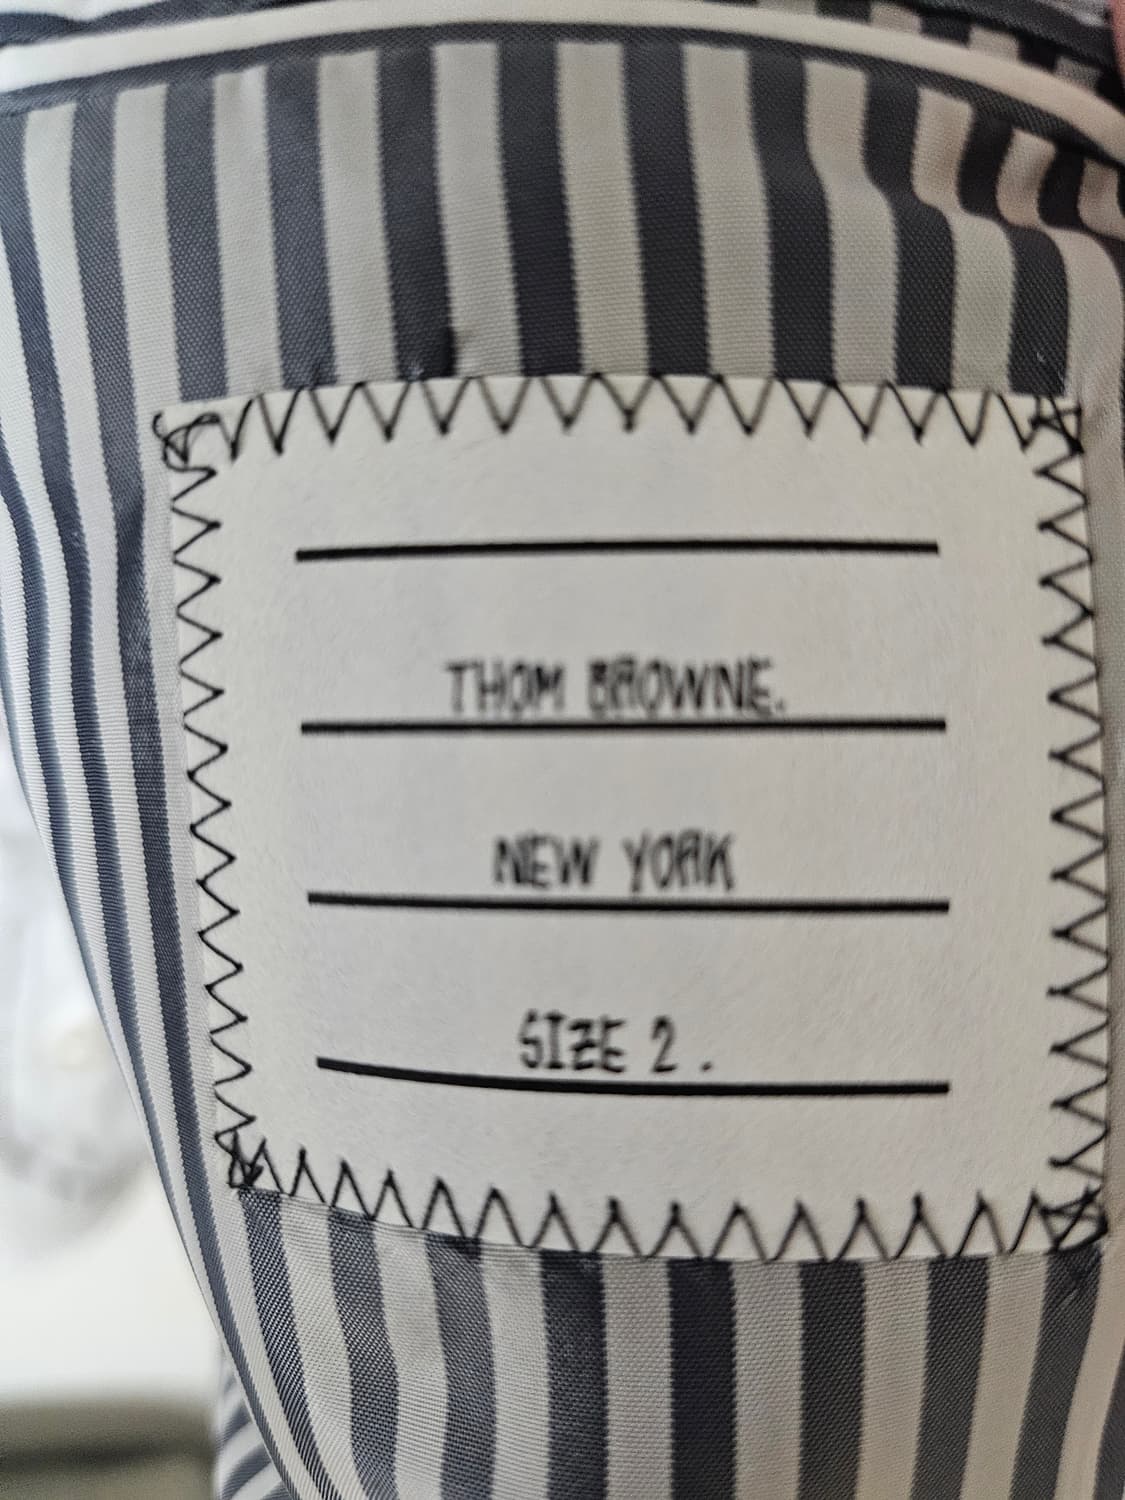 THOM BROWNE.
NEW YORK
SIZE 2 .